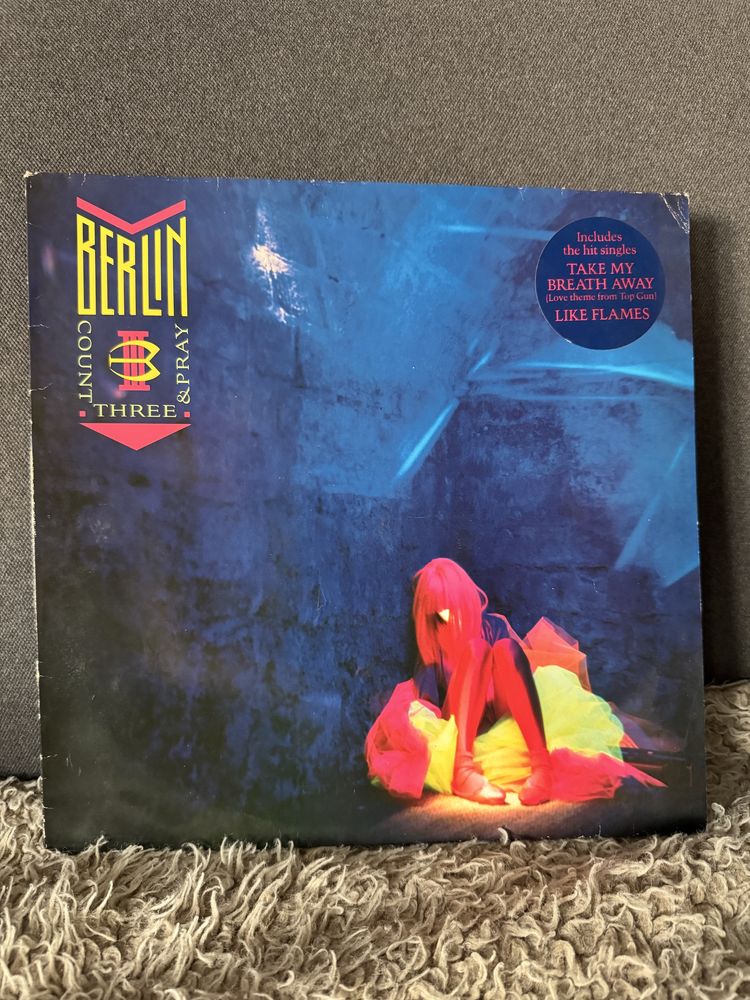 BERLIN
COUNT
THREE
& PRAY
Includes
the hit singles
TAKE MY
BREATH AWAY
(Love theme from Top Gun)
LIKE FLAMES